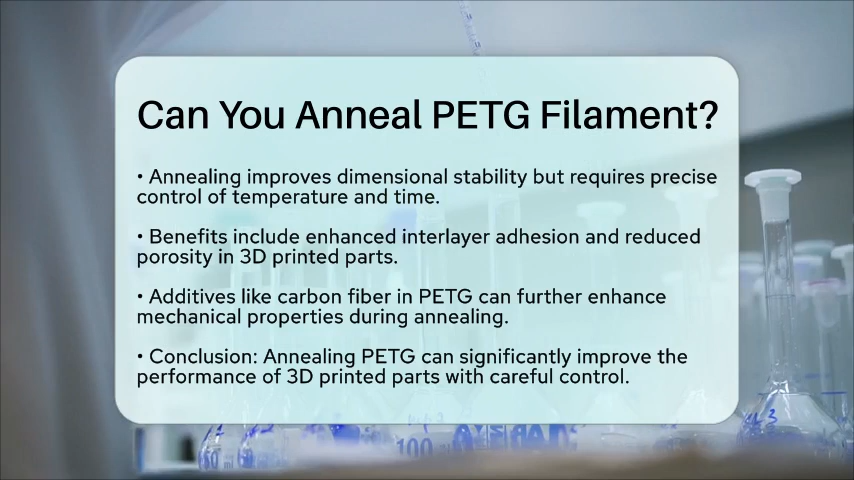 Can You Anneal PETG Filament?
• Annealing improves dimensional stability but requires precise
control of temperature and time.
• Benefits include enhanced interlayer adhesion and reduced
porosity in 3D printed parts.
• Additives like carbon fiber in PETG can further enhance
mechanical properties during annealing.
• Conclusion: Annealing PETG can significantly improve the
performance of 3D printed parts with careful control.
100